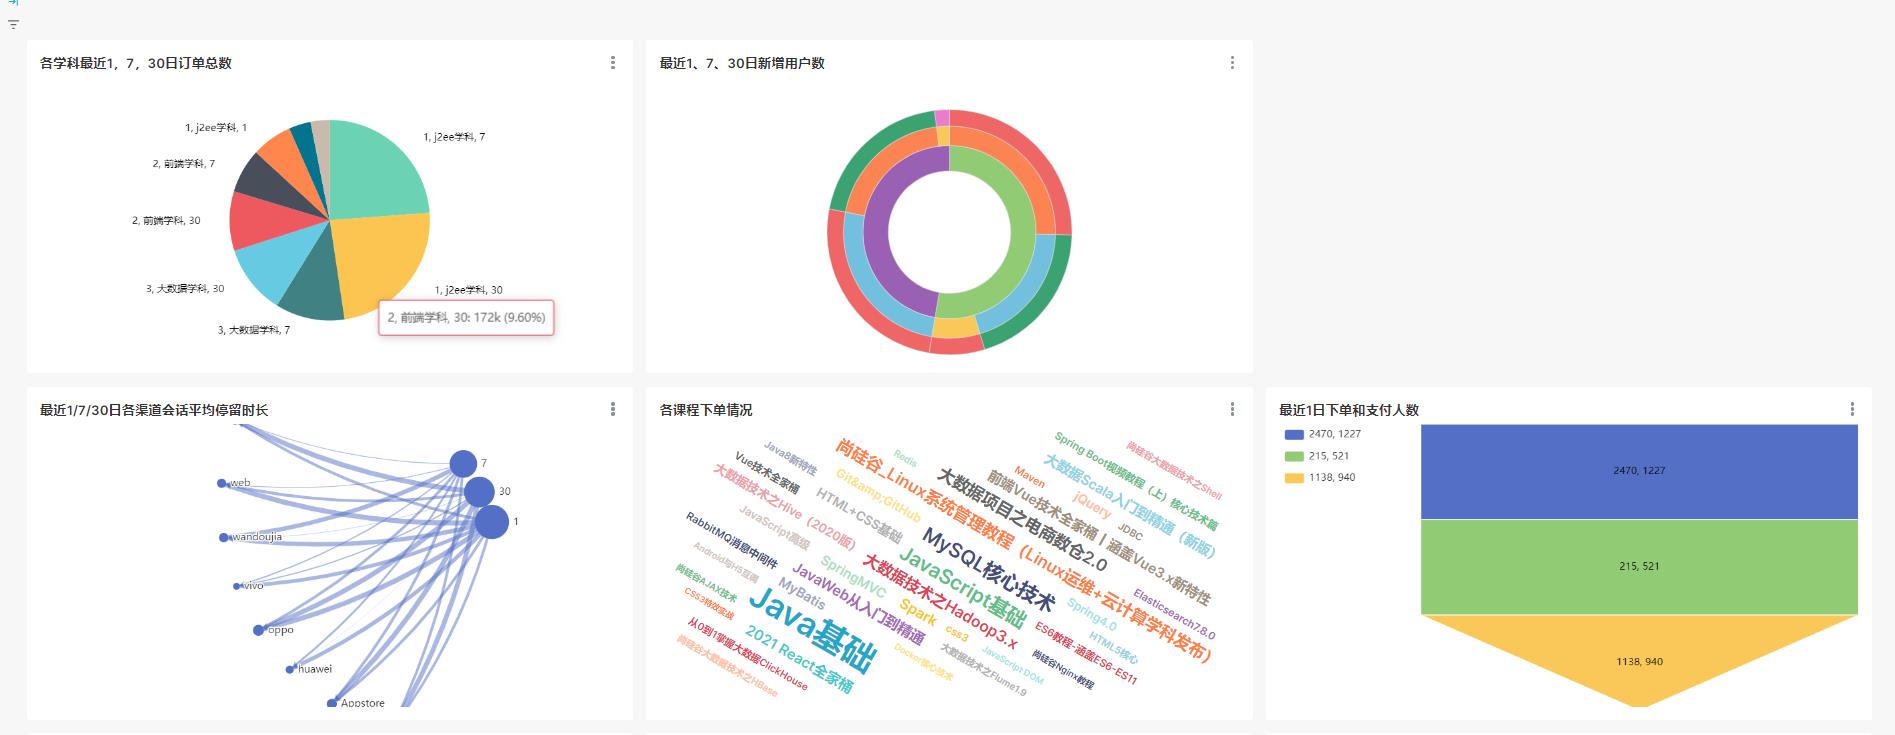 各学科最近1，7，30日订单总数
1, j2ee学科, 1
1, j2ee学科, 7
2, 前端学科, 7
2, 前端学科, 30
3, 大数据学科, 30
1, j2ee学科, 30
2, 前端学科, 30: 172k (9.60%)
3, 大数据学科, 7
最近1、7、30日新增用户数
最近1/7/30日各渠道会话平均停留时长
7
web
30
1
wandoujia
vivo
oppo
huawei
Appstore
各课程下单情况
Java8新特性
尚硅谷_Linux系统管理教程（Linux运维+云计算学科发布）
Redis
Spring Boot视频教程（上）核心技术篇
尚硅谷大数据技术之Shell
Vue技术全家桶
大数据技术之Hive（2020版）
Git&amp;GitHub
大数据项目之电商数仓2.0
前端Vue技术全家桶丨涵盖Vue3.x新特性
Maven
大数据Scala入门到精通（新版）
HTML+CSS基础
jQuery
JDBC
JavaScript高级
RabbitMQ消息中间件
MySQL核心技术
Android与H5互调
SpringMVC
JavaScript基础
大数据技术之Hadoop3.x
尚硅谷AJAX技术
JavaWeb从入门到精通
MyBatis
Elasticsearch7.8.0
CSS3特效实战
Java基础
Spark
css3
Spring4.0
从0到1掌握大数据ClickHouse
2021 React全家桶
ES6教程-涵盖ES6-ES11
HTML5核心
尚硅谷大数据技术之HBase
Docker核心技术
大数据技术之Flume1.9
JavaScript DOM
尚硅谷Nginx教程
最近1日下单和支付人数
2470, 1227
215, 521
1138, 940
2470, 1227
215, 521
1138, 940